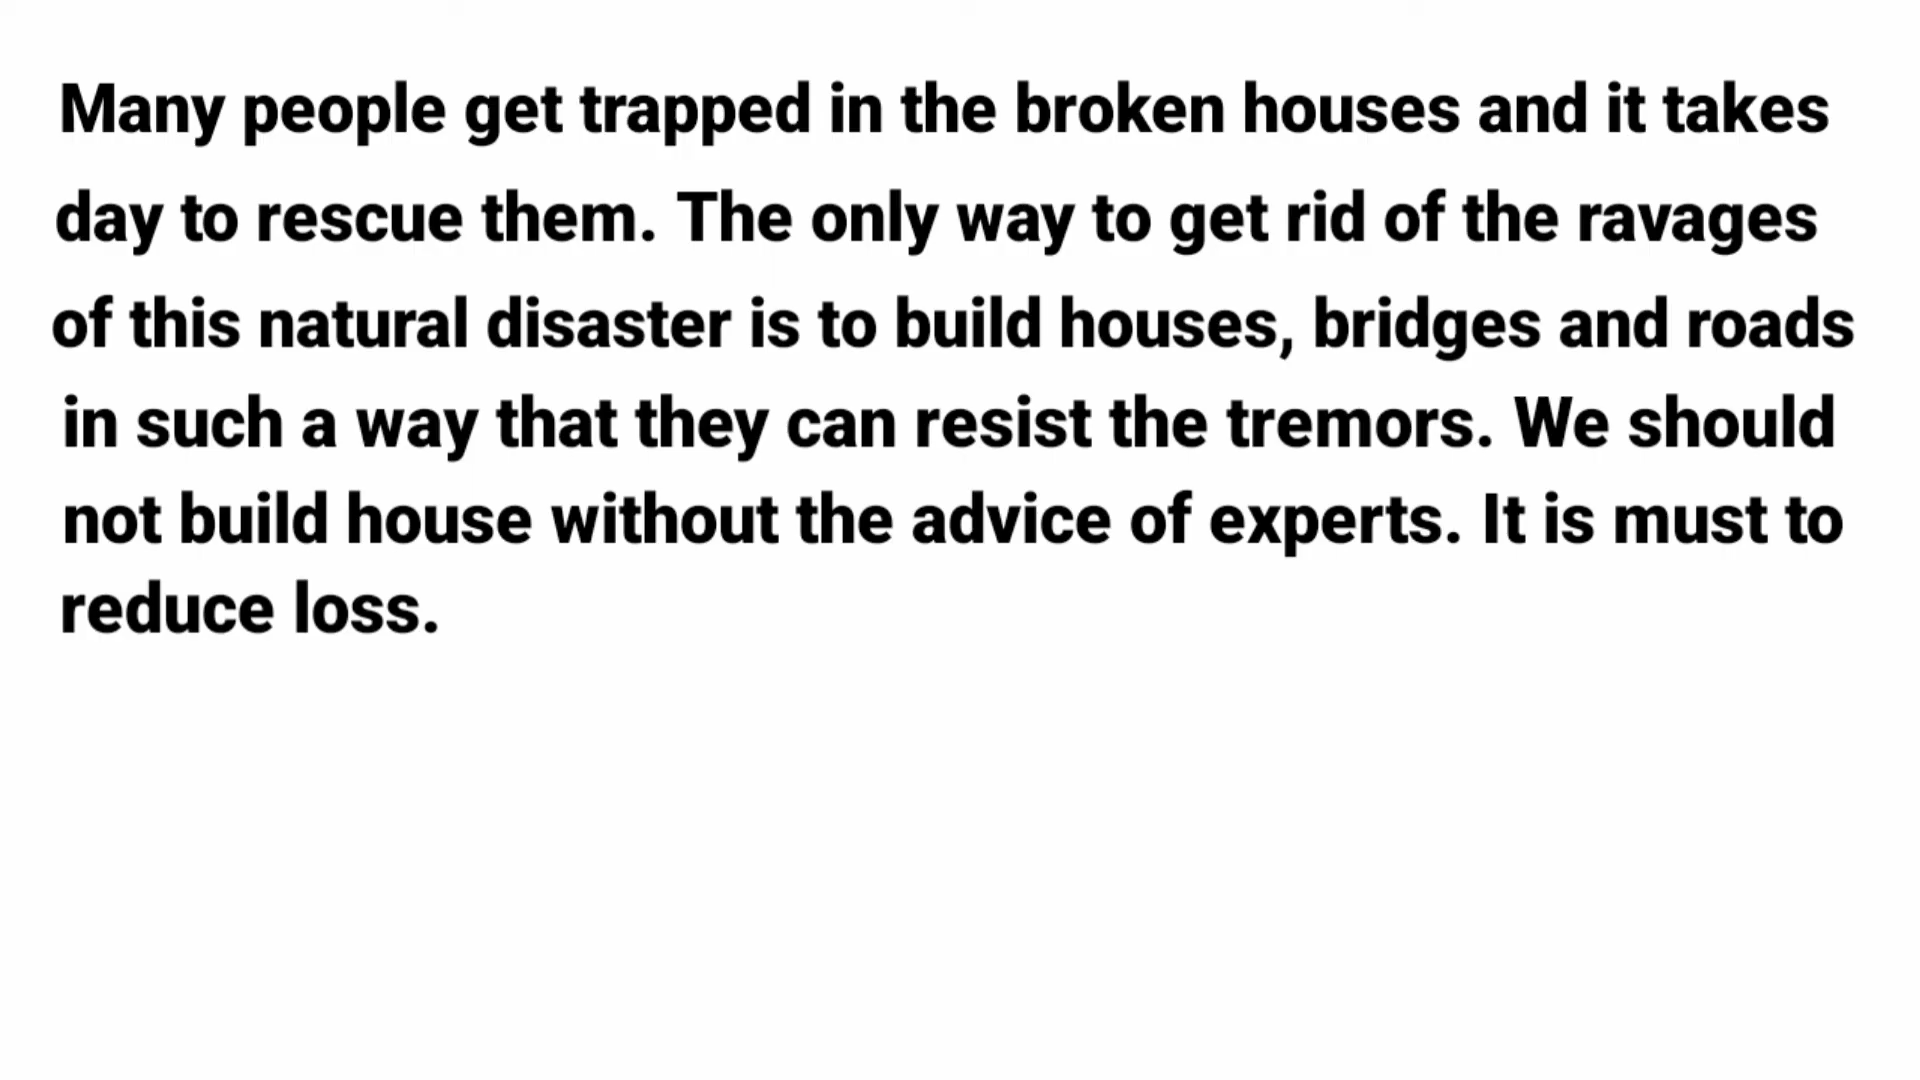 Many people get trapped in the broken houses and it takes
day to rescue them. The only way to get rid of the ravages
of this natural disaster is to build houses, bridges and roads
in such a way that they can resist the tremors. We should
not build house without the advice of experts. It is must to
reduce loss.